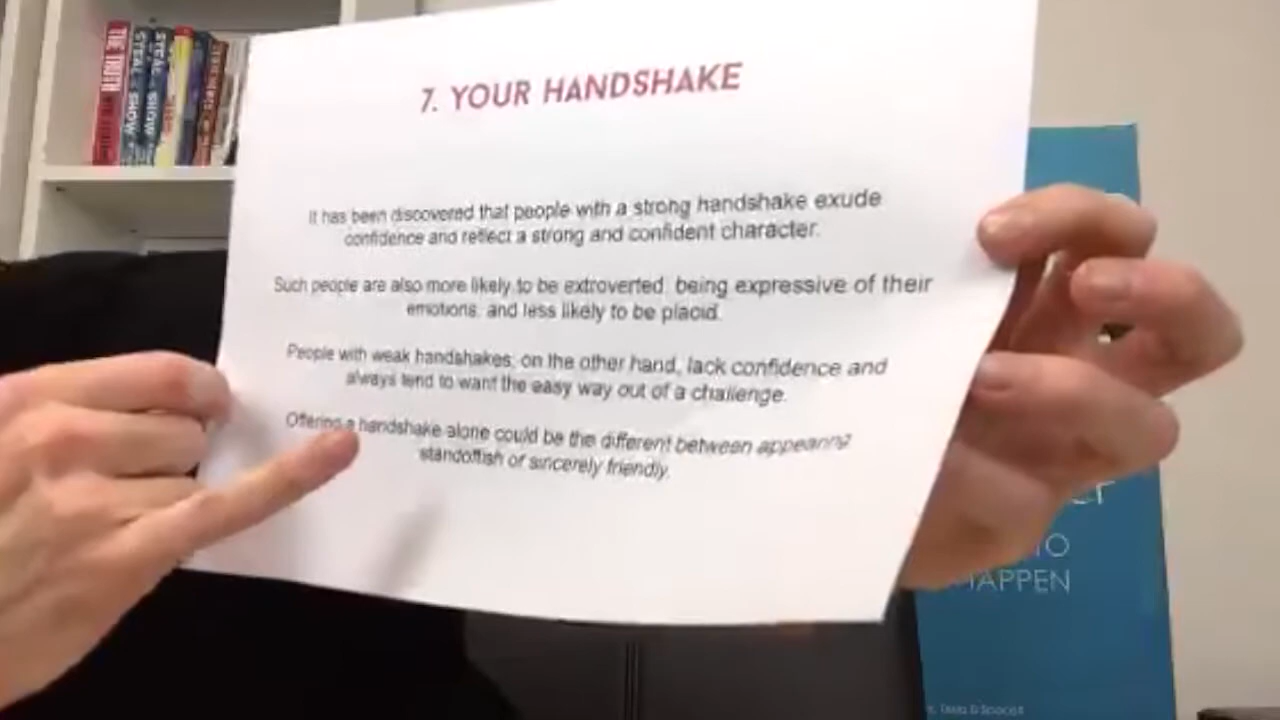 THE TRUTH
STEAL SHOW
STEAL SHOW
7. YOUR HANDSHAKE
It has been discovered that people with a strong handshake exude
confidence and reflect a strong and confident character.
Such people are also more likely to be extroverted, being expressive of their
emotions, and less likely to be placid.
People with weak handshakes, on the other hand, lack confidence and
always tend to want the easy way out of a challenge.
Offering a handshake alone could be the different between appearing
standoffish or sincerely friendly.
TO
HAPPEN